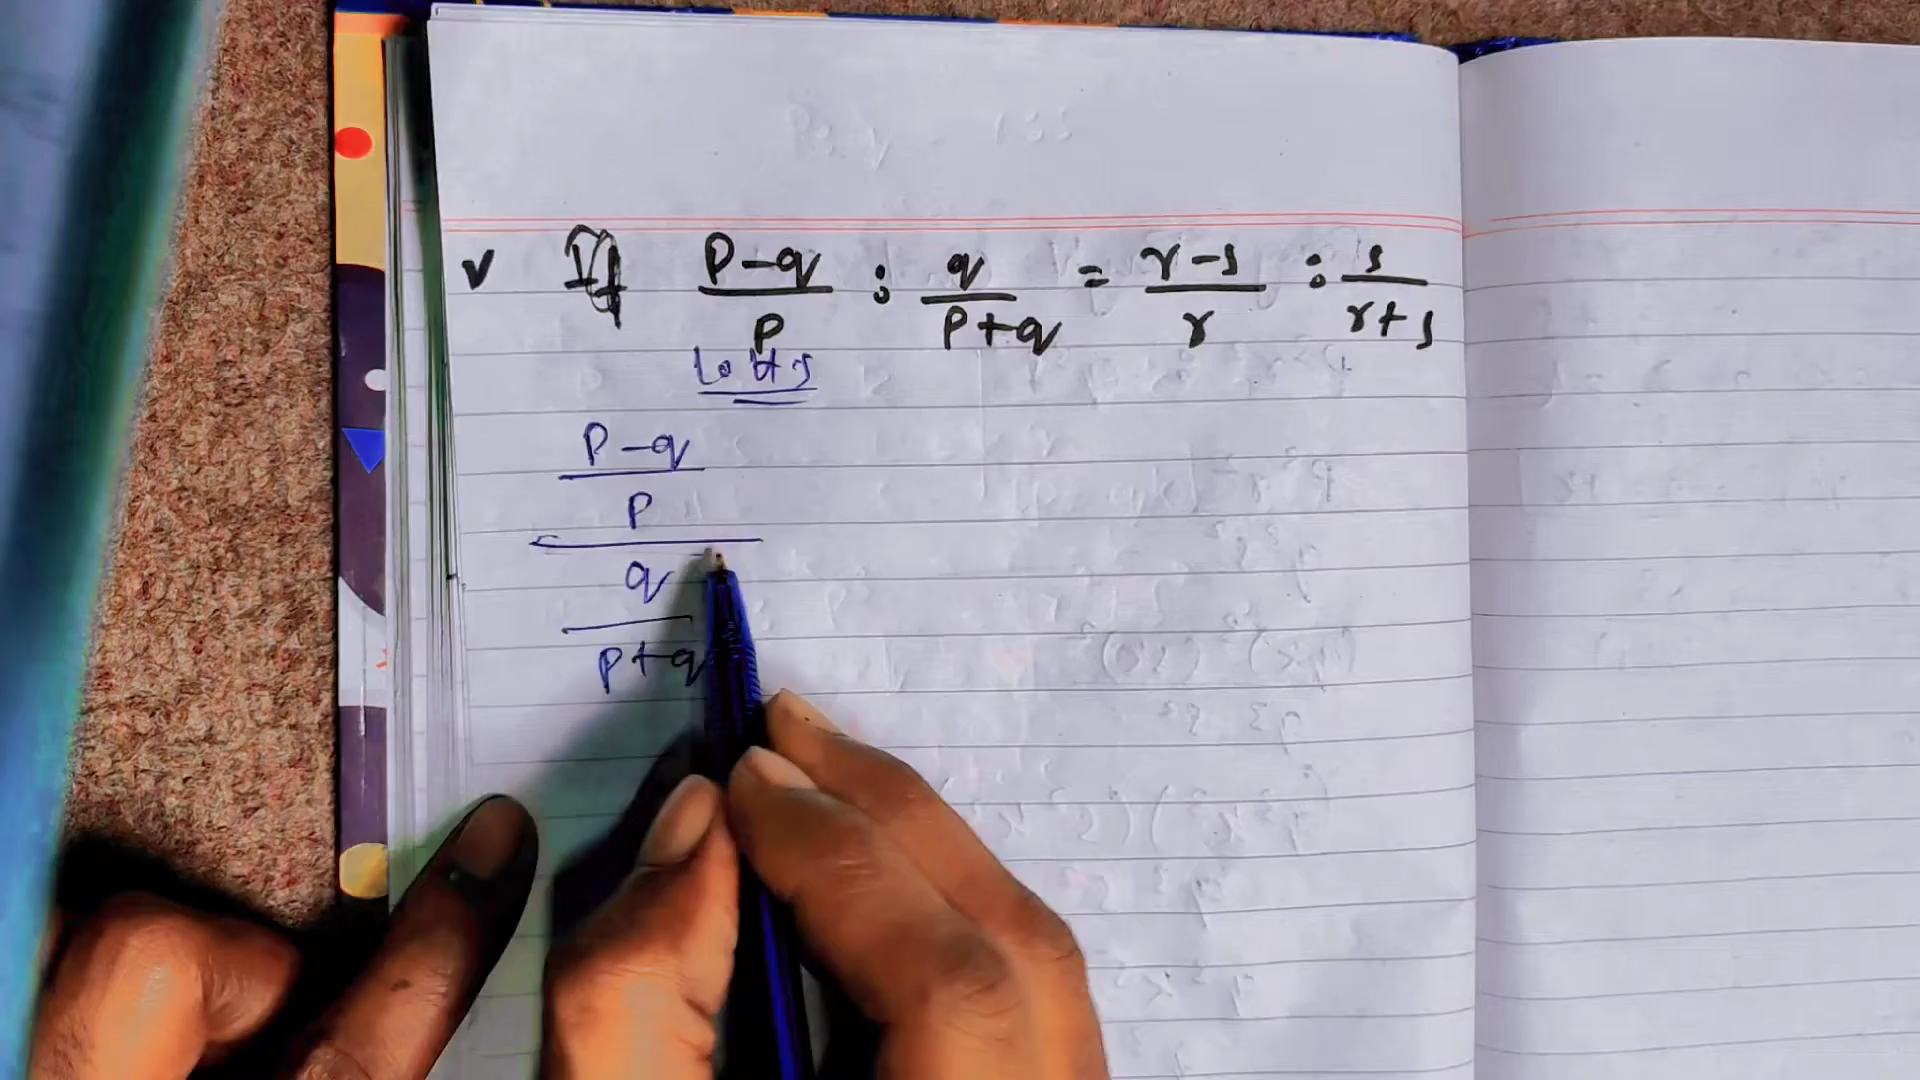 v If P-q/p : q/p+q = r-s/r : s/r+s
P-q
P
q
p+q